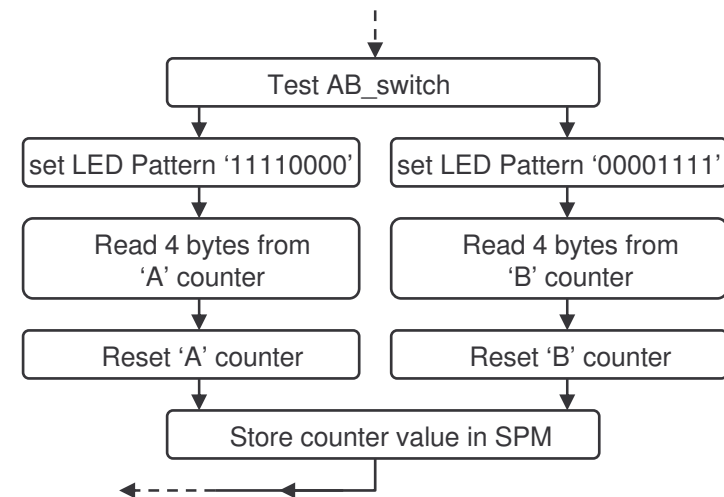 Test AB_switch
set LED Pattern ‘11110000’
set LED Pattern ‘00001111’
Read 4 bytes from
‘A’ counter
Read 4 bytes from
‘B’ counter
Reset ‘A’ counter
Reset ‘B’ counter
Store counter value in SPM